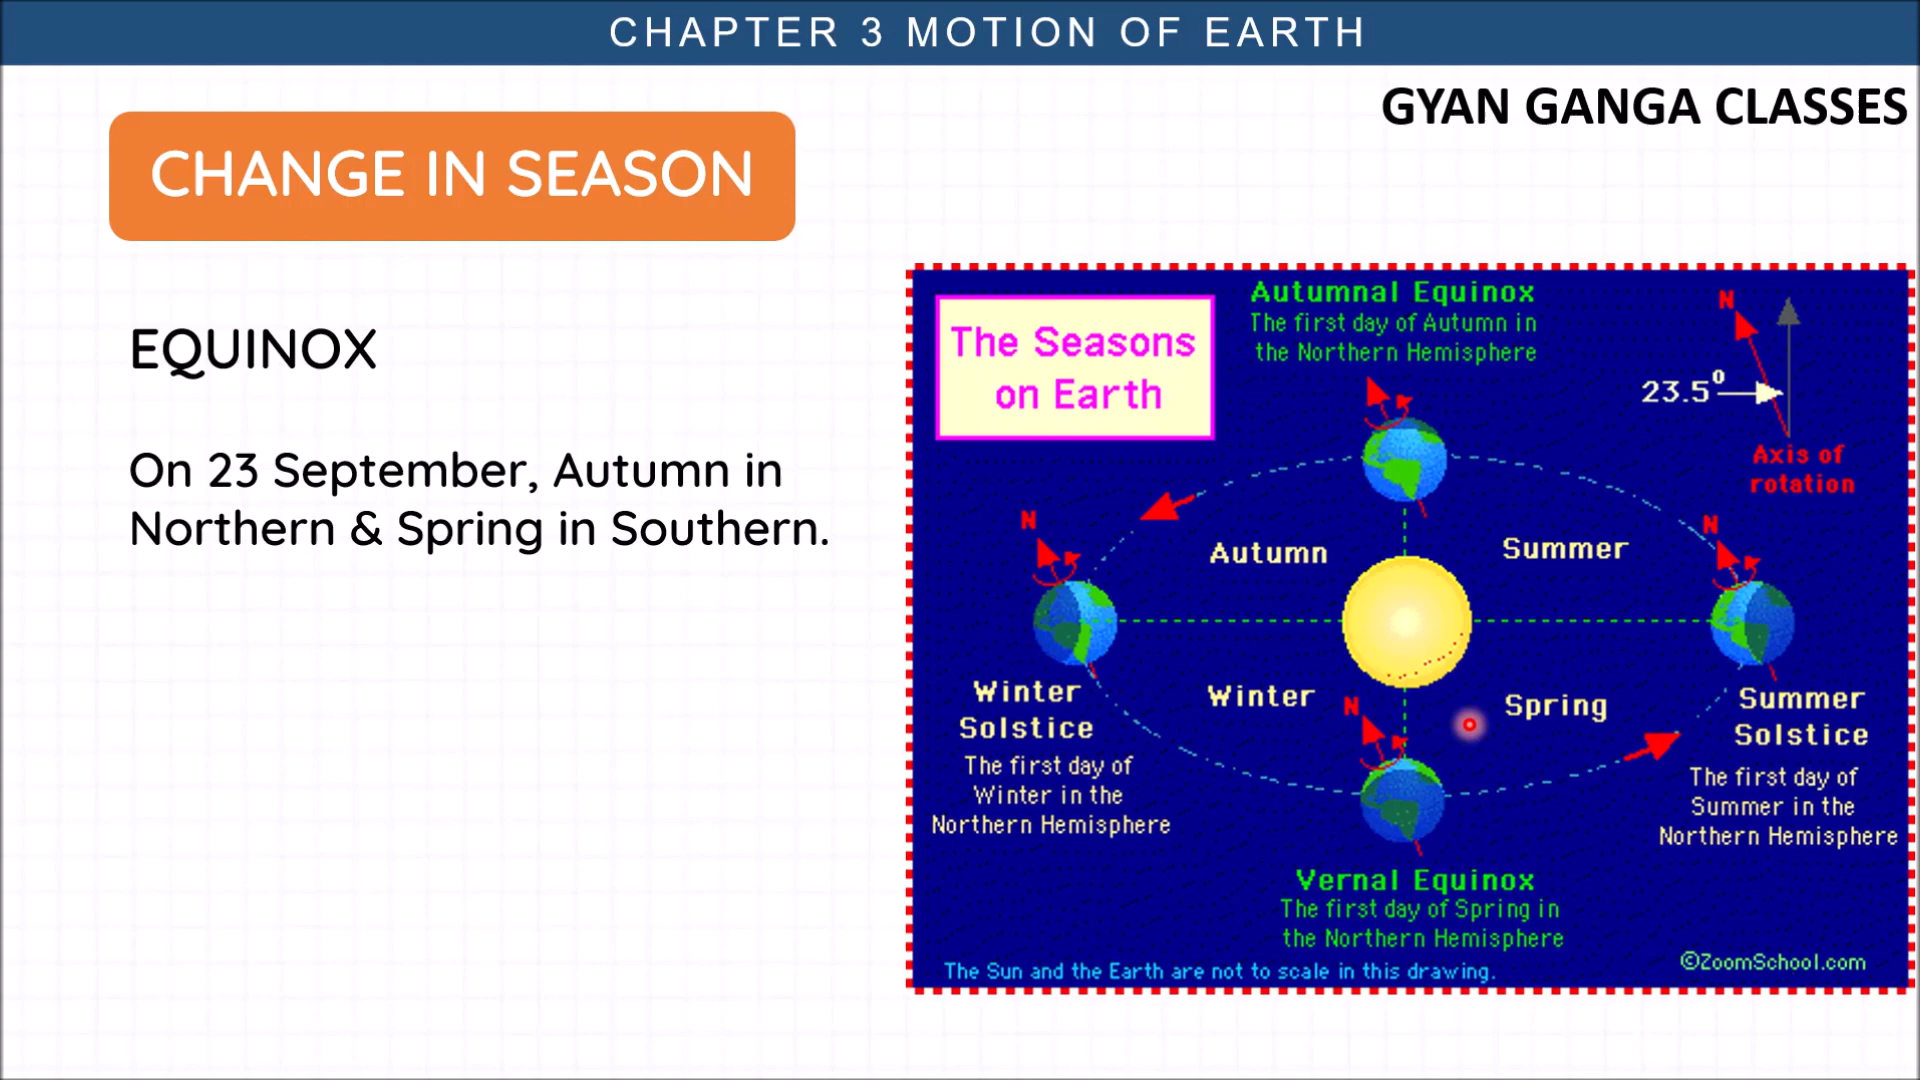 CHAPTER 3 MOTION OF EARTH
GYAN GANGA CLASSES
CHANGE IN SEASON
EQUINOX
On 23 September, Autumn in
Northern & Spring in Southern.
The Seasons
on Earth
Autumnal Equinox
The first day of Autumn in
the Northern Hemisphere
N
23.5°
Axis of
rotation
N
N
Autumn
Summer
Winter
Solstice
The first day of
Winter in the
Northern Hemisphere
Winter
N
Spring
Summer
Solstice
The first day of
Summer in the
Northern Hemisphere
Vernal Equinox
The first day of Spring in
the Northern Hemisphere
The Sun and the Earth are not to scale in this drawing.
©ZoomSchool.com